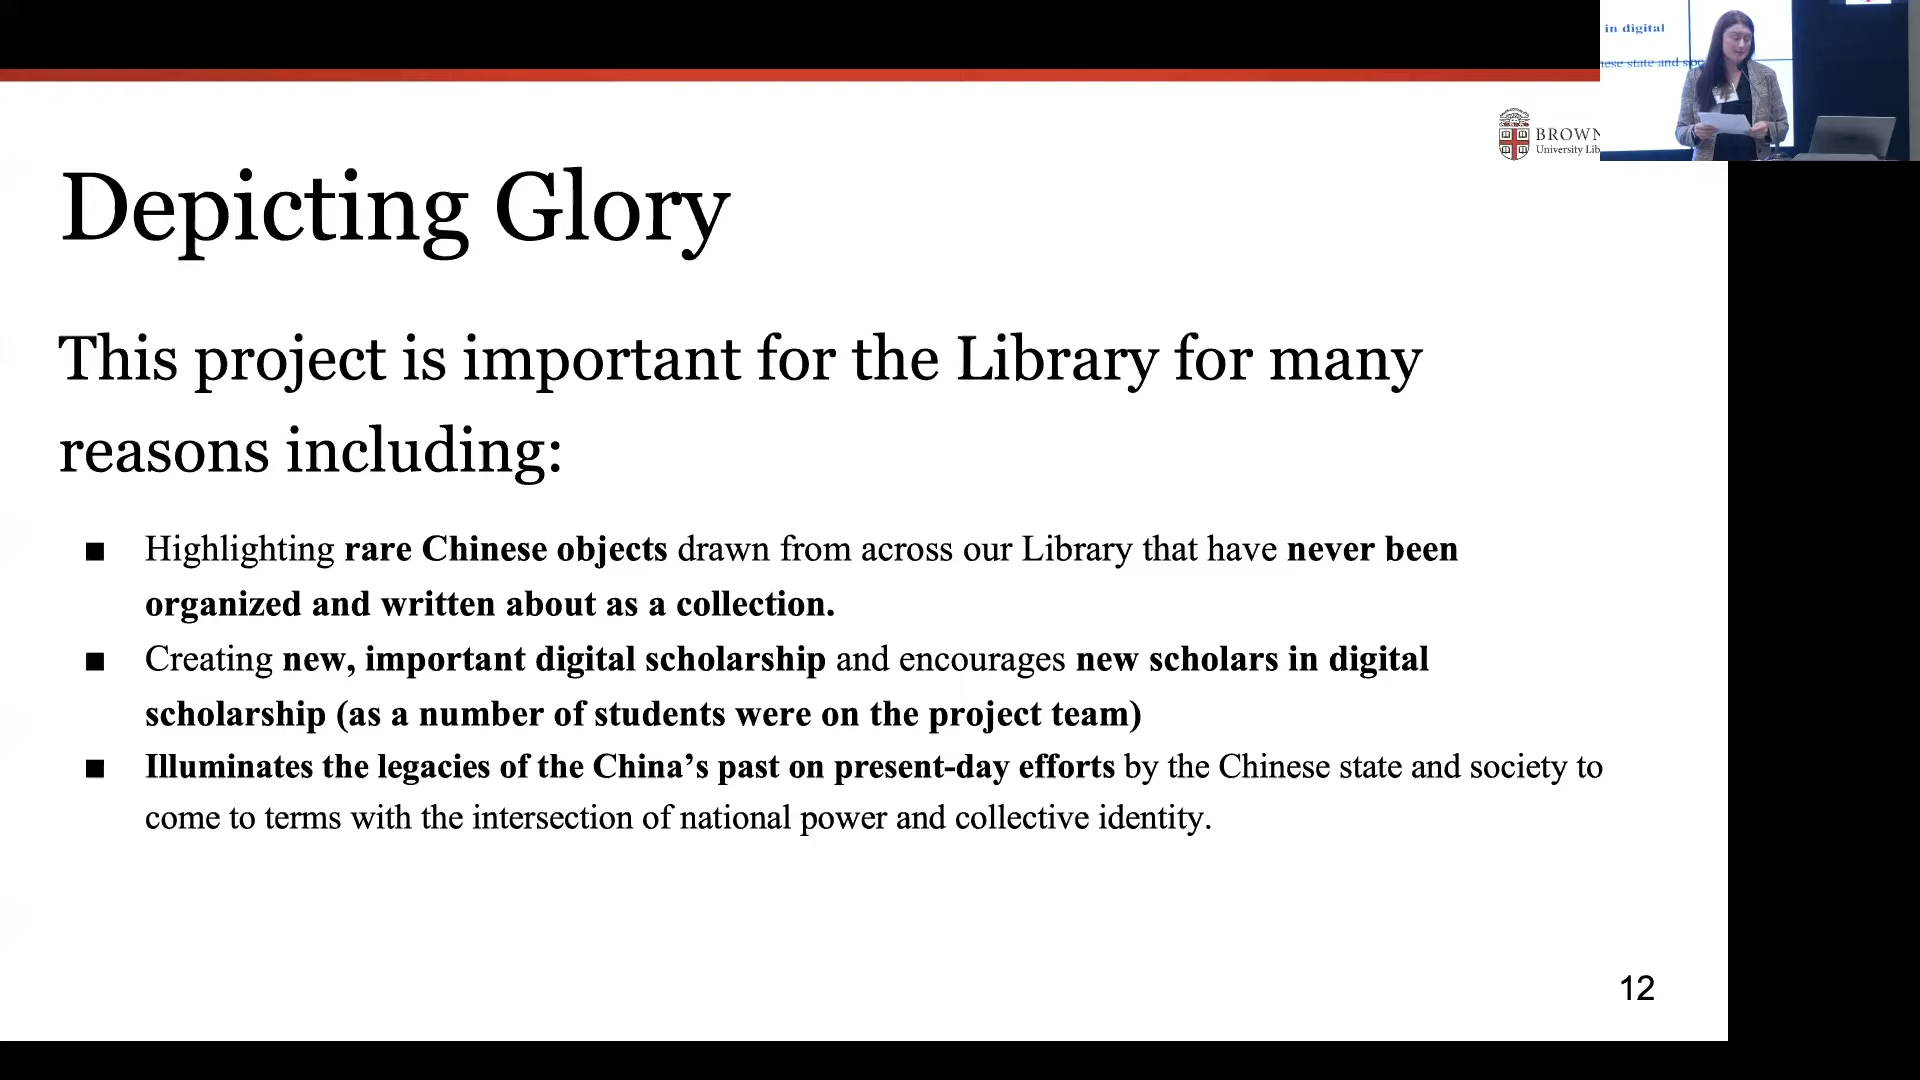 in digital
nese state and soc
BROWN
University Lib
Depicting Glory
This project is important for the Library for many
reasons including:
■ Highlighting rare Chinese objects drawn from across our Library that have never been
organized and written about as a collection.
■ Creating new, important digital scholarship and encourages new scholars in digital
scholarship (as a number of students were on the project team)
■ Illuminates the legacies of the China’s past on present-day efforts by the Chinese state and society to
come to terms with the intersection of national power and collective identity.
12